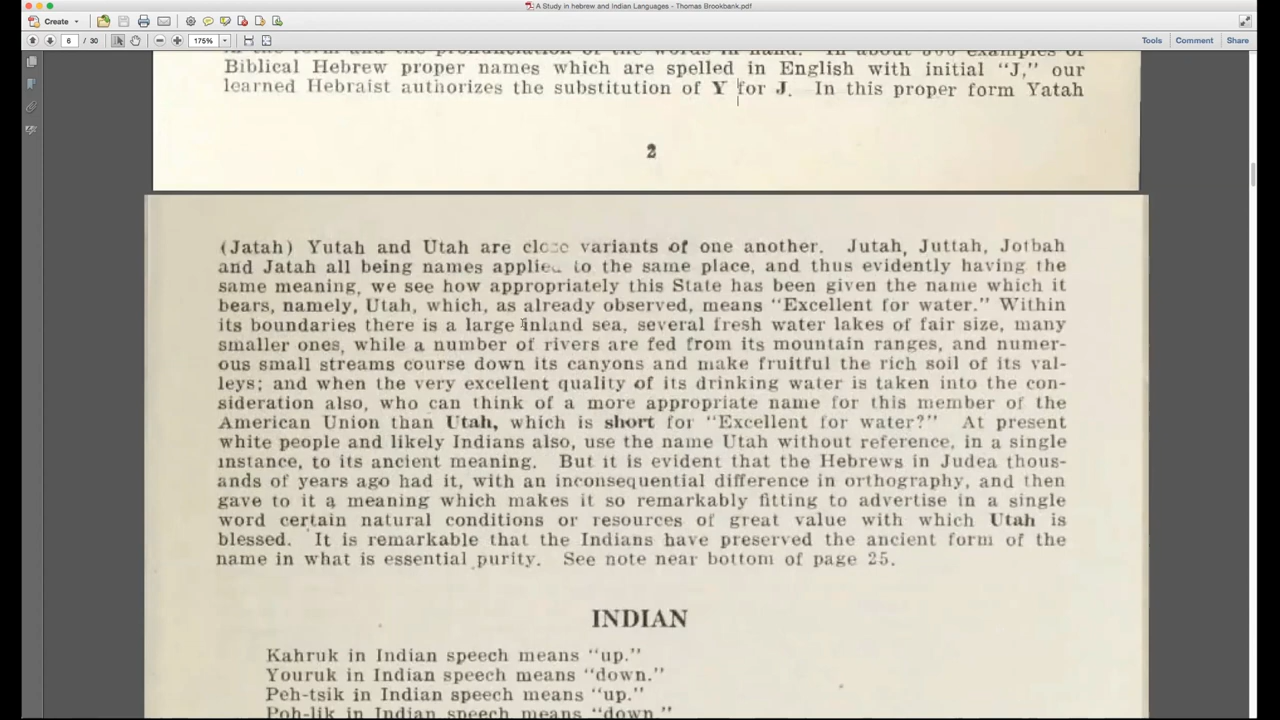 A Study in hebrew and Indian Languages - Thomas Brookbank.pdf
Create
6 / 30
175%
Tools Comment Share
Biblical Hebrew proper names which are spelled in English with initial "J," our
learned Hebraist authorizes the substitution of Y for J. In this proper form Yatah
2
(Jatah) Yutah and Utah are close variants of one another. Jutah, Juttah, Jotbah
and Jatah all being names applied to the same place, and thus evidently having the
same meaning, we see how appropriately this State has been given the name which it
bears, namely, Utah, which, as already observed, means "Excellent for water." Within
its boundaries there is a large inland sea, several fresh water lakes of fair size, many
smaller ones, while a number of rivers are fed from its mountain ranges, and numer-
ous small streams course down its canyons and make fruitful the rich soil of its val-
leys; and when the very excellent quality of its drinking water is taken into the con-
sideration also, who can think of a more appropriate name for this member of the
American Union than Utah, which is short for "Excellent for water?" At present
white people and likely Indians also, use the name Utah without reference, in a single
instance, to its ancient meaning. But it is evident that the Hebrews in Judea thous-
ands of years ago had it, with an inconsequential difference in orthography, and then
gave to it a meaning which makes it so remarkably fitting to advertise in a single
word certain natural conditions or resources of great value with which Utah is
blessed. It is remarkable that the Indians have preserved the ancient form of the
name in what is essential purity. See note near bottom of page 25.
INDIAN
Kahruk in Indian speech means "up."
Youruk in Indian speech means "down."
Peh-tsik in Indian speech means "up."
Poh-lik in Indian speech means "down."